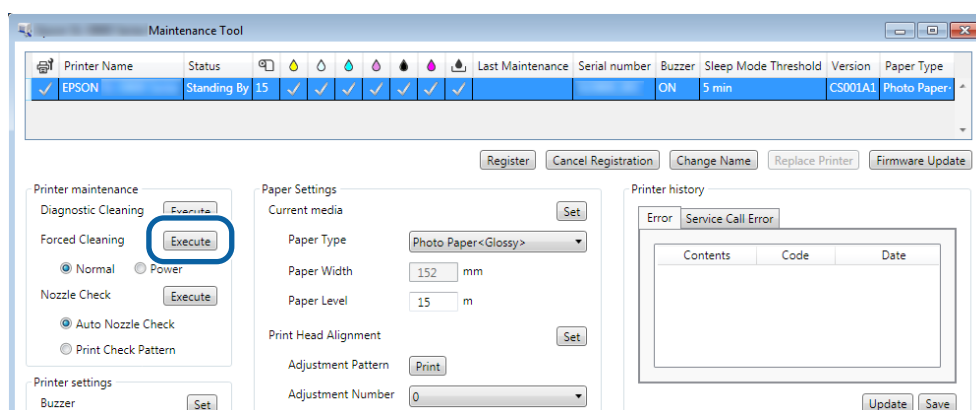 Maintenance Tool
Printer Name Status Last Maintenance Serial number Buzzer Sleep Mode Threshold Version Paper Type
EPSON Standing By 15 ON 5 min CS001A1 Photo Paper
Register Cancel Registration Change Name Replace Printer Firmware Update
Printer maintenance
Diagnostic Cleaning Execute
Forced Cleaning Execute
Normal Power
Nozzle Check Execute
Auto Nozzle Check
Print Check Pattern
Printer settings
Buzzer Set
Paper Settings
Current media Set
Paper Type Photo Paper<Glossy>
Paper Width 152 mm
Paper Level 15 m
Print Head Alignment Set
Adjustment Pattern Print
Adjustment Number 0
Printer history
Error Service Call Error
Contents Code Date
Update Save